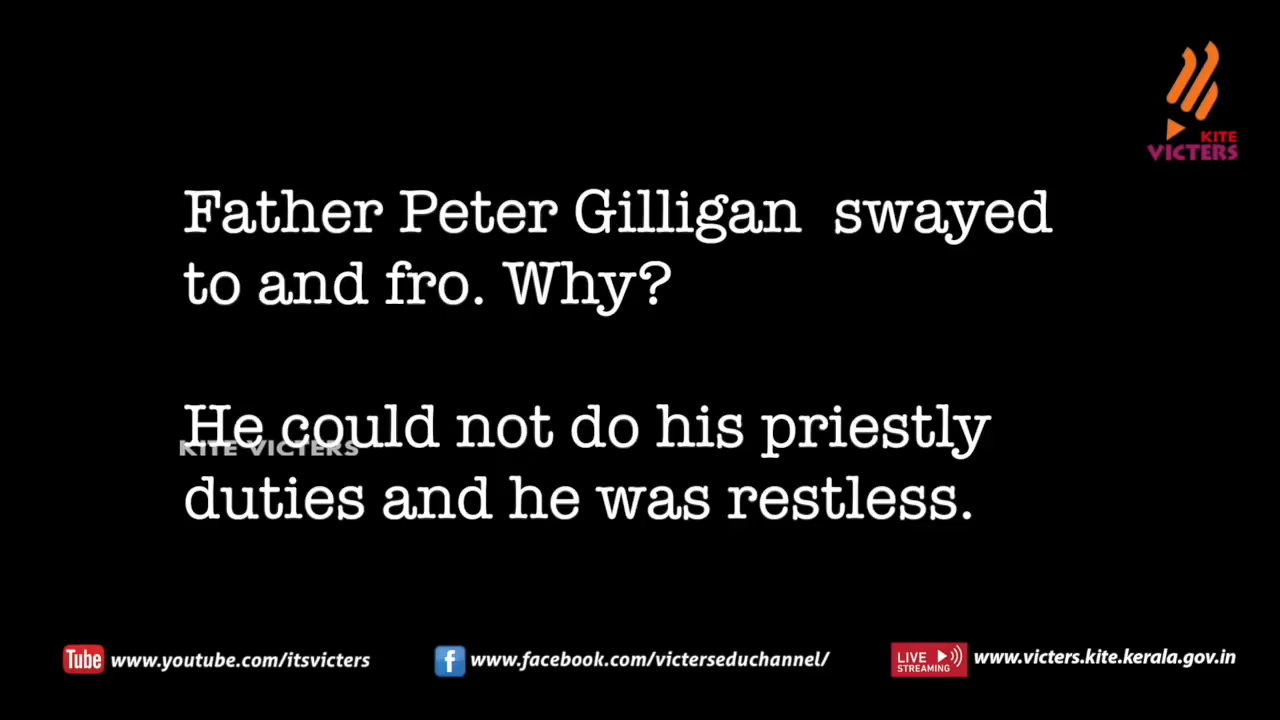 KITE
VICTERS
Father Peter Gilligan swayed
to and fro. Why?
He could not do his priestly
KITE VICTERS
duties and he was restless.
Tube www.youtube.com/itsvicters
f www.facebook.com/victerseduchannel/
LIVE STREAMING www.victers.kite.kerala.gov.in